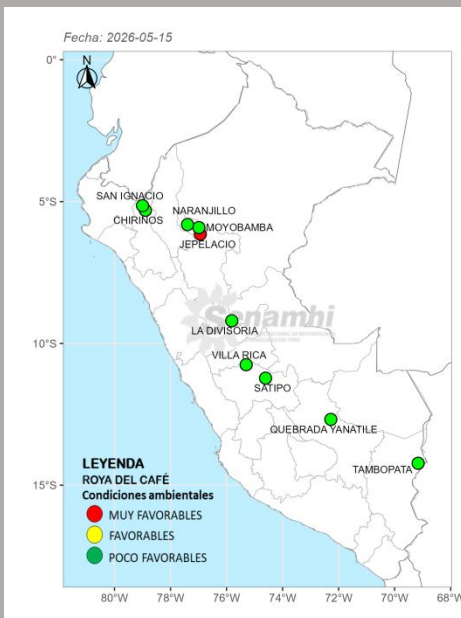 Fecha: 2026-05-15
N
0°
SAN IGNACIO
5°S
NARANJILLO
CHIRINOS
MOYOBAMBA
JEPELACIO
Senamhi
LA DIVISORIA
10°S
VILLA RICA
SATIPO
QUEBRADA YANATILE
LEYENDA
TAMBOPATA
ROYA DEL CAFÉ
15°S
Condiciones ambientales
MUY FAVORABLES
FAVORABLES
POCO FAVORABLES
80°W 78°W 76°W 74°W 72°W 70°W 68°W